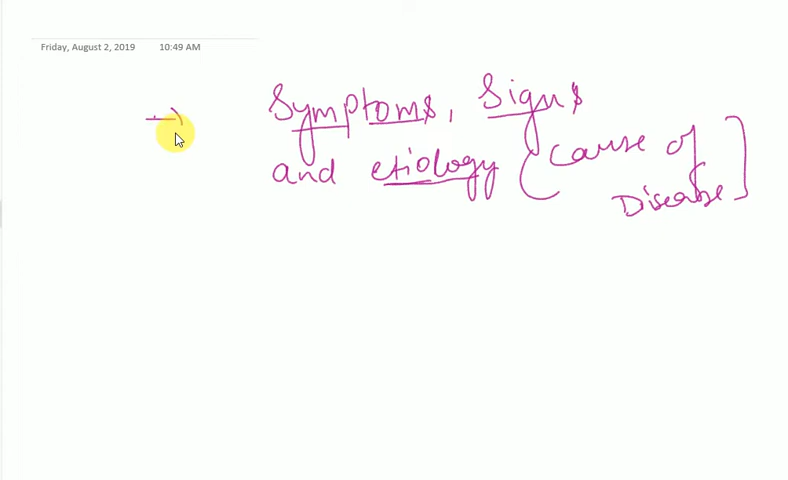 Friday, August 2, 2019 10:49 AM
Symptoms, Signs
and etiology (cause of
Disease]